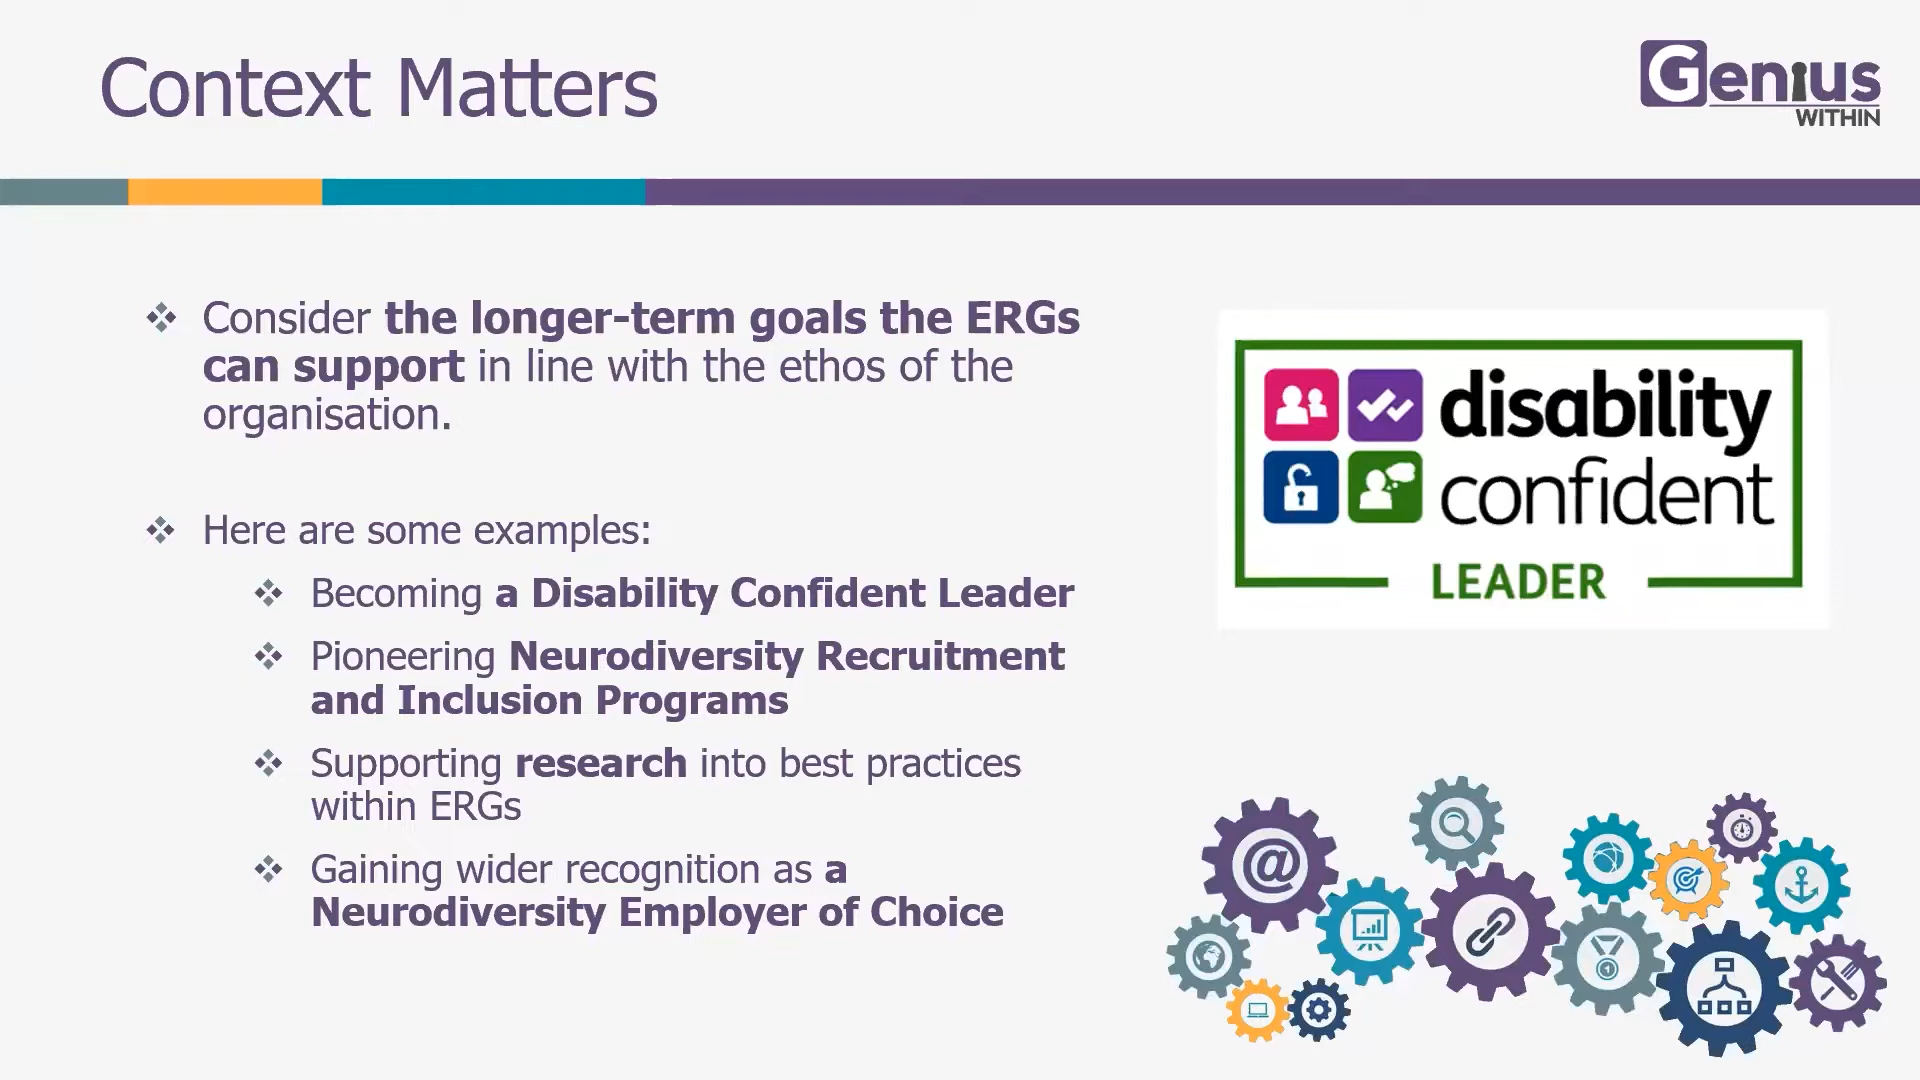 Context Matters
Genius
WITHIN
❖ Consider the longer-term goals the ERGs
can support in line with the ethos of the
organisation.
❖ Here are some examples:
❖ Becoming a Disability Confident Leader
❖ Pioneering Neurodiversity Recruitment
and Inclusion Programs
❖ Supporting research into best practices
within ERGs
❖ Gaining wider recognition as a
Neurodiversity Employer of Choice
disability
confident
LEADER
@
1